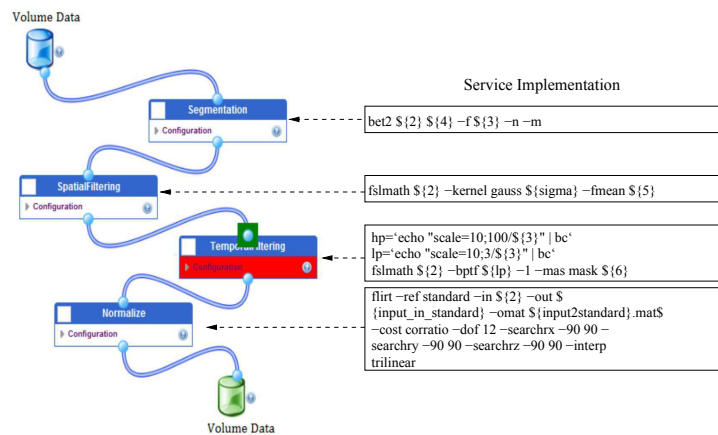 Volume Data
Service Implementation
Segmentation
Configuration
bet2 ${2} ${4} −f ${3} −n −m
SpatialFiltering
Configuration
fslmath ${2} −kernel gauss ${sigma} −fmean ${5}
TemporalFiltering
Configuration
hp=‘echo "scale=10;100/${3}" | bc‘
lp=‘echo "scale=10;3/${3}" | bc‘
fslmath ${2} −bptf ${lp} −1 −mas mask ${6}
Normalize
Configuration
flirt −ref standard −in ${2} −out $
{input_in_standard} −omat ${input2standard}.mat$
−cost corratio −dof 12 −searchrx −90 90 −
searchry −90 90 −searchrz −90 90 −interp
trilinear
Volume Data